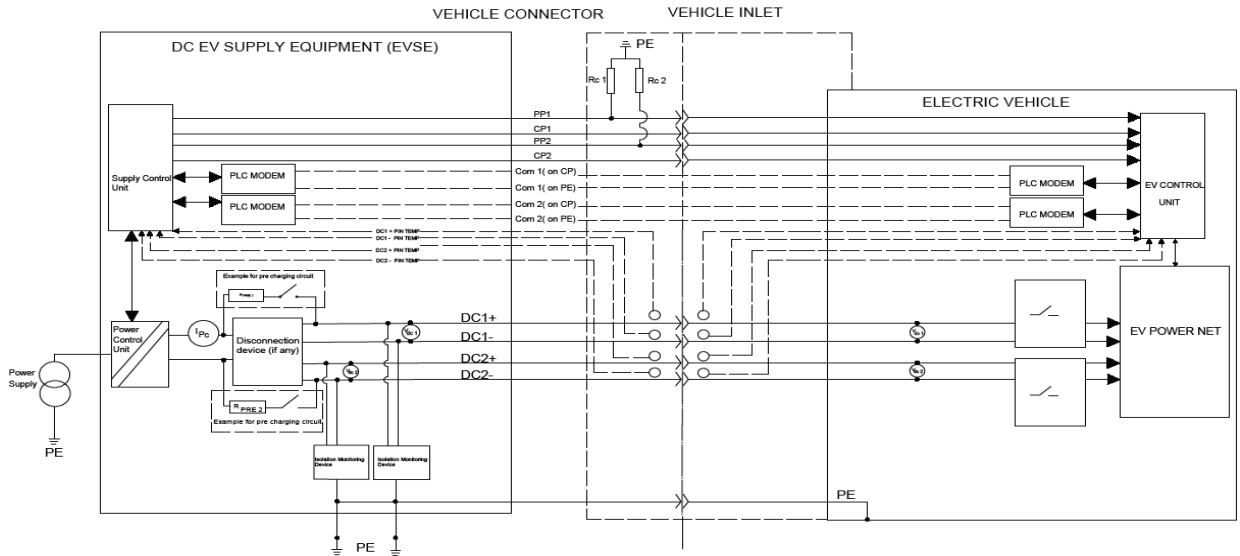 VEHICLE CONNECTOR
VEHICLE INLET
DC EV SUPPLY EQUIPMENT (EVSE)
PE
Rc 1
Rc 2
ELECTRIC VEHICLE
PP1
CP1
PP2
CP2
Supply Control
Unit
PLC MODEM
PLC MODEM
Com 1( on CP)
Com 1( on PE)
Com 2( on CP)
Com 2( on PE)
PLC MODEM
PLC MODEM
EV CONTROL
UNIT
DC1 + PIN TEMP
DC1 - PIN TEMP
DC2 + PIN TEMP
DC2 - PIN TEMP
Example for pre charging circuit
Power
Control
Unit
IPc
Disconnection
device (if any)
DC1+
DC1-
DC2+
DC2-
EV POWER NET
Power
Supply
PE
R PRE 2
Example for pre charging circuit
Isolation Monitoring
Device
Isolation Monitoring
Device
PE
PE